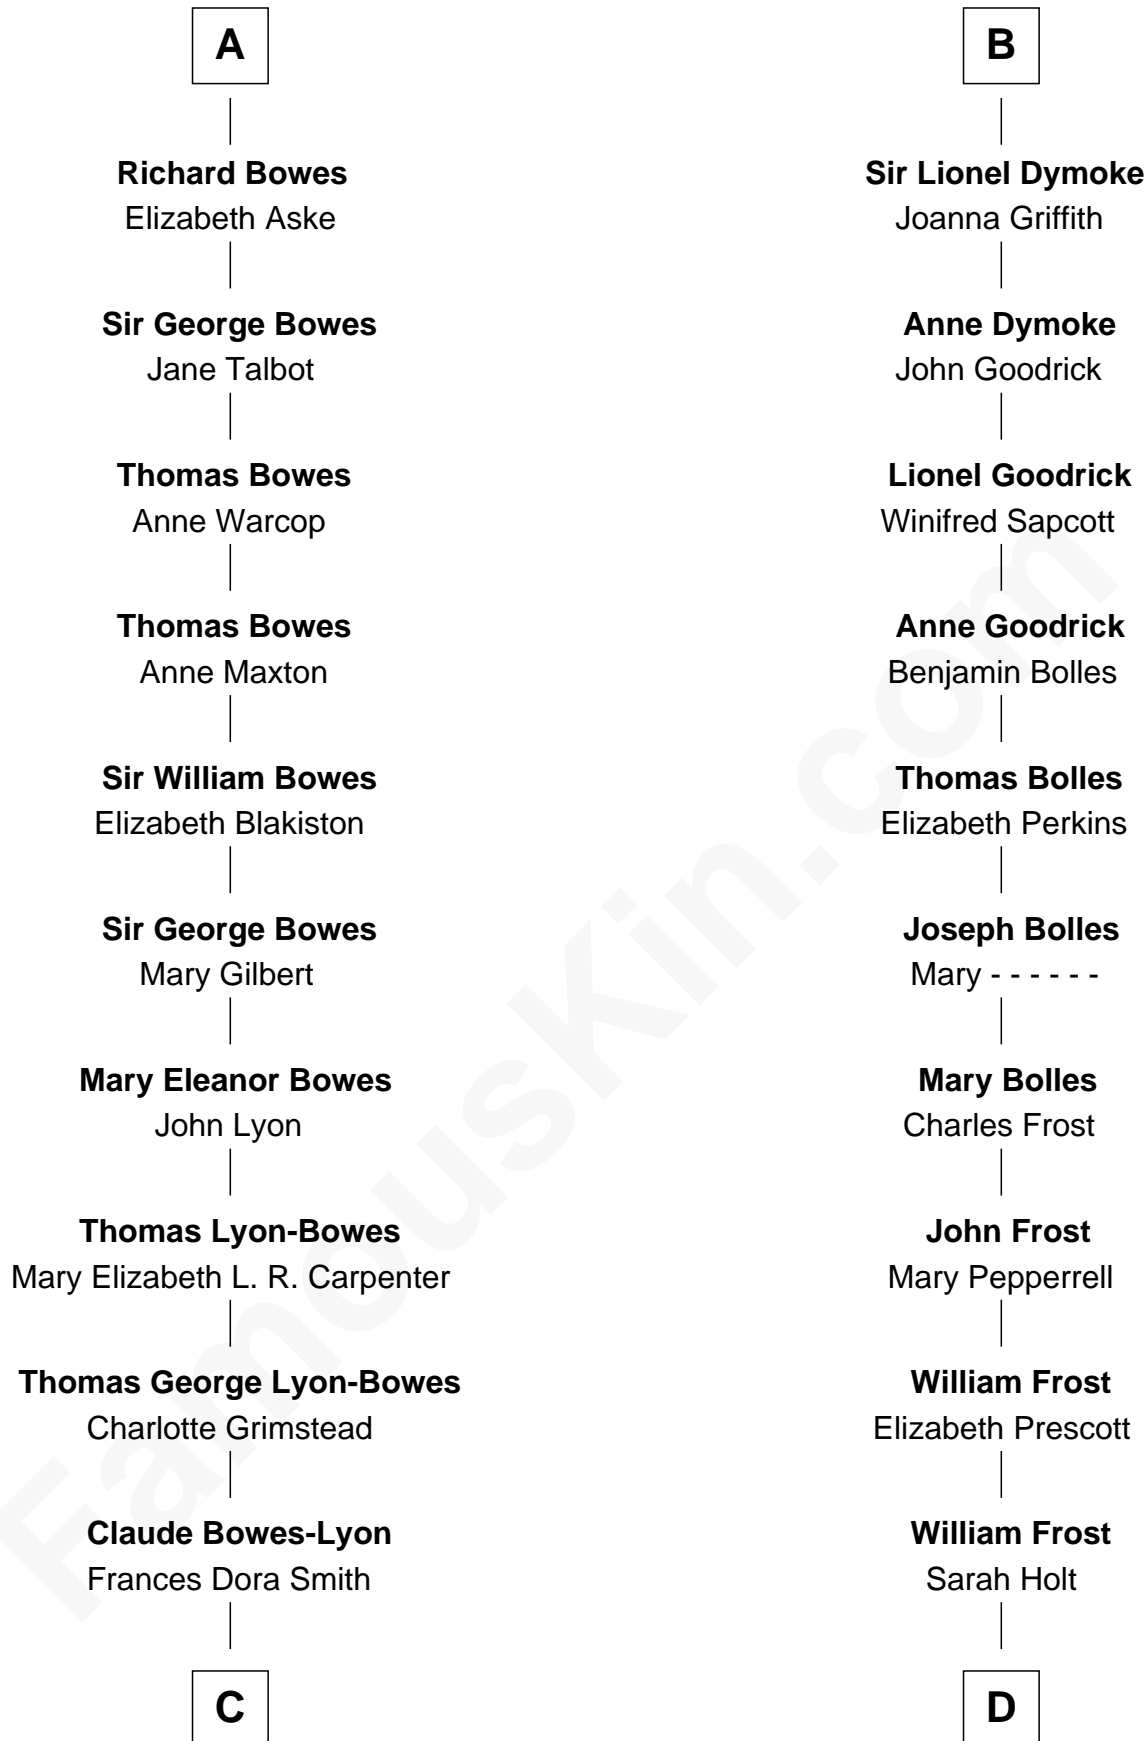 A
Richard Bowes
Elizabeth Aske
Sir George Bowes
Jane Talbot
Thomas Bowes
Anne Warcop
Thomas Bowes
Anne Maxton
Sir William Bowes
Elizabeth Blakiston
Sir George Bowes
Mary Gilbert
Mary Eleanor Bowes
John Lyon
Thomas Lyon-Bowes
Mary Elizabeth L. R. Carpenter
Thomas George Lyon-Bowes
Charlotte Grimstead
Claude Bowes-Lyon
Frances Dora Smith
C
B
Sir Lionel Dymoke
Joanna Griffith
Anne Dymoke
John Goodrick
Lionel Goodrick
Winifred Sapcott
Anne Goodrick
Benjamin Bolles
Thomas Bolles
Elizabeth Perkins
Joseph Bolles
Mary - - - - - -
Mary Bolles
Charles Frost
John Frost
Mary Pepperrell
William Frost
Elizabeth Prescott
William Frost
Sarah Holt
D
FamousKin.com